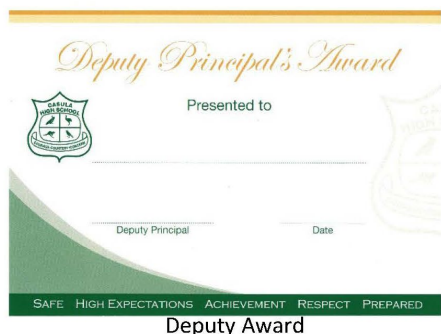 Deputy Principal's Award
Presented to
CASULA
HIGH SCHOOL
Deputy Principal
Date
SAFE HIGH EXPECTATIONS ACHIEVEMENT RESPECT PREPARED
Deputy Award